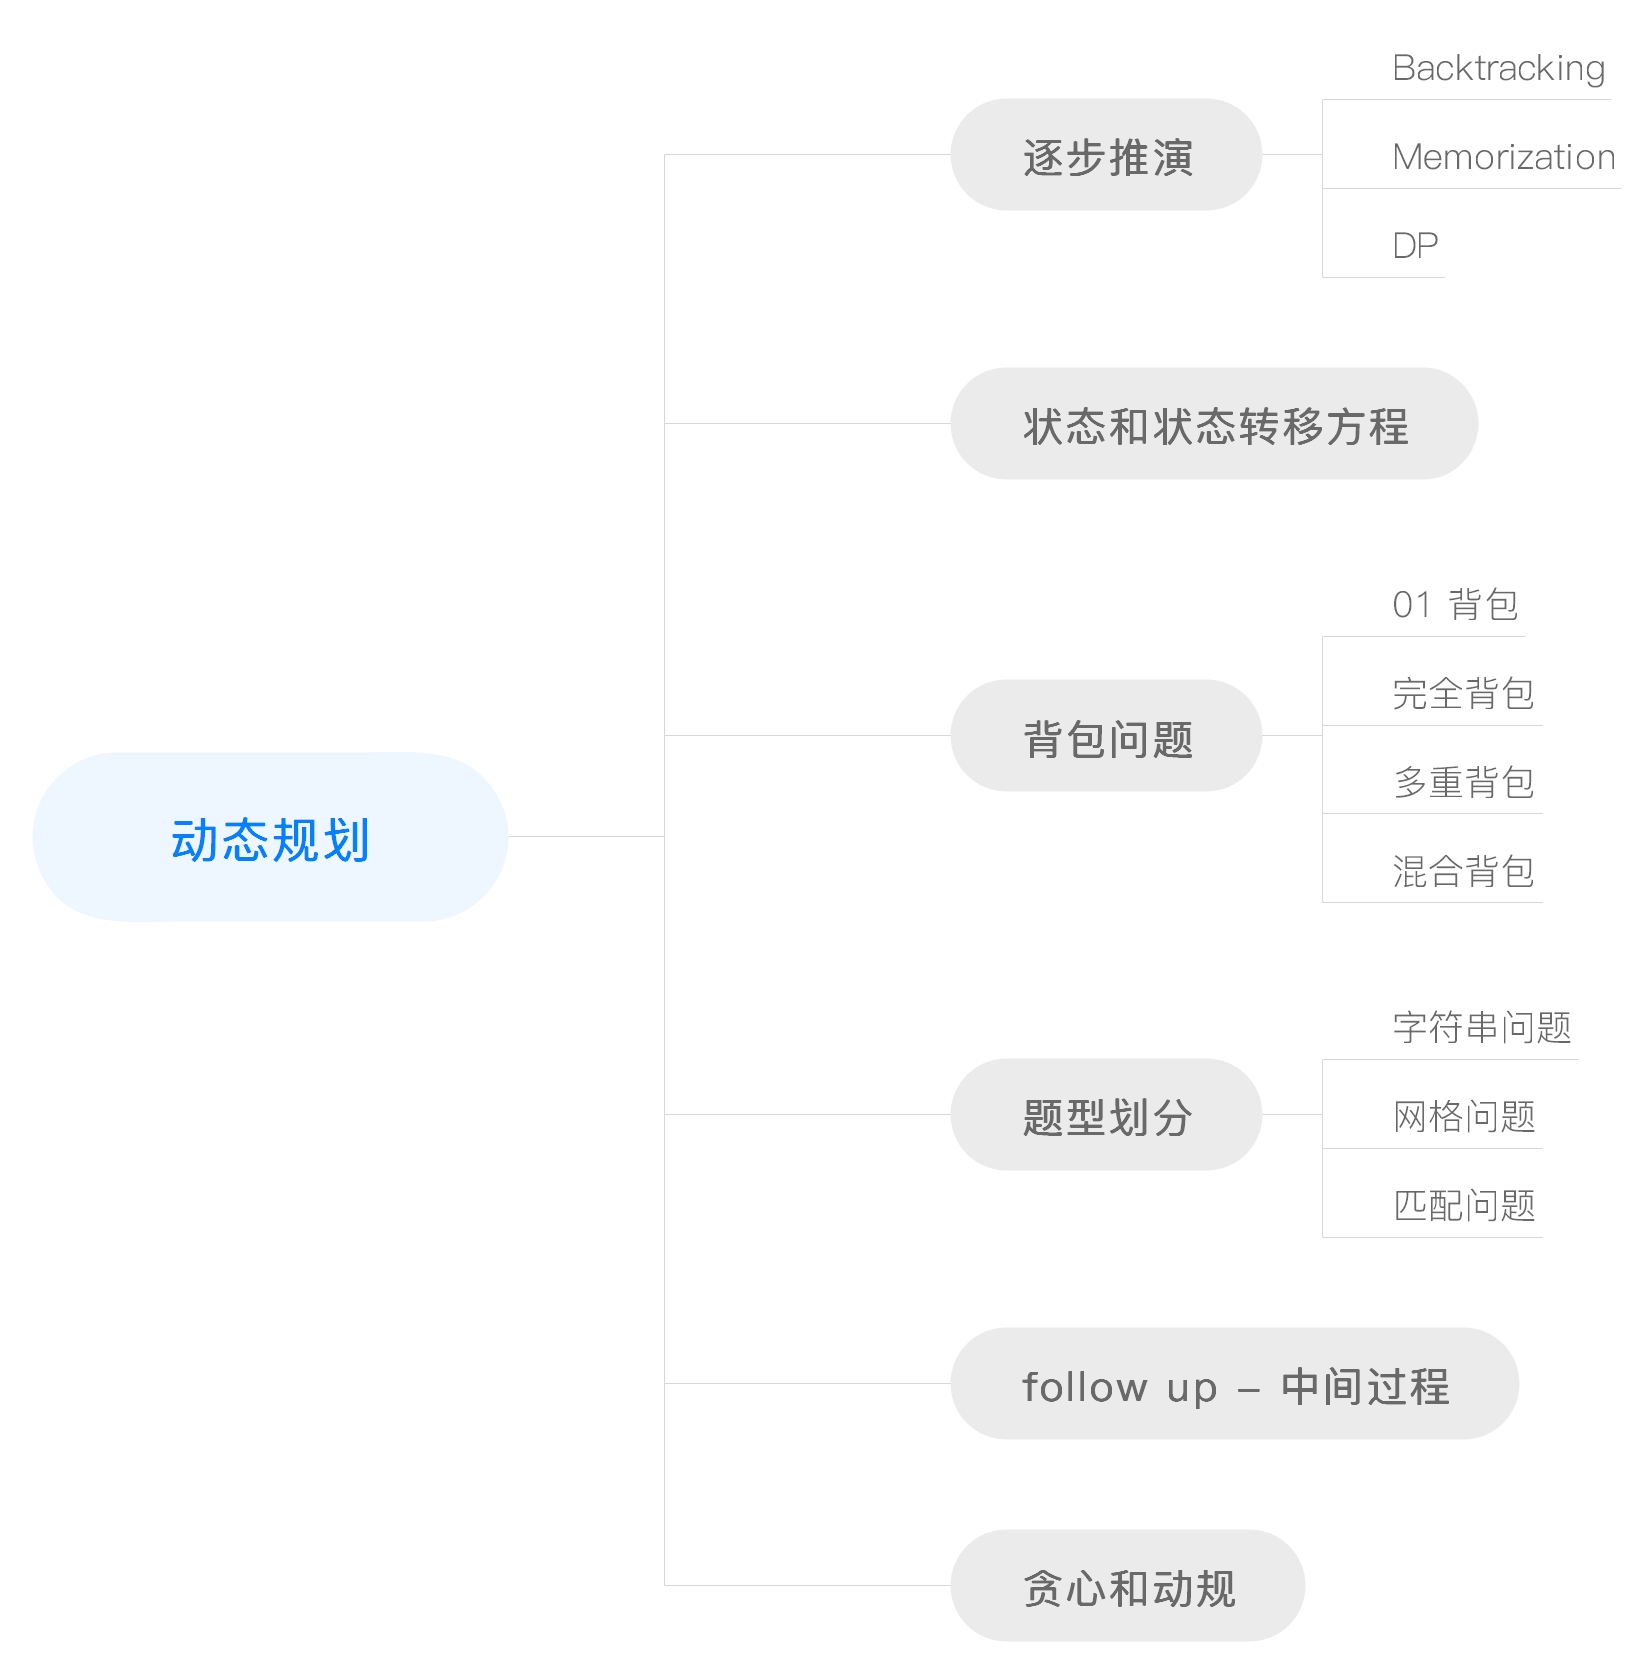 动态规划
逐步推演
Backtracking
Memorization
DP
状态和状态转移方程
背包问题
01 背包
完全背包
多重背包
混合背包
题型划分
字符串问题
网格问题
匹配问题
follow up – 中间过程
贪心和动规